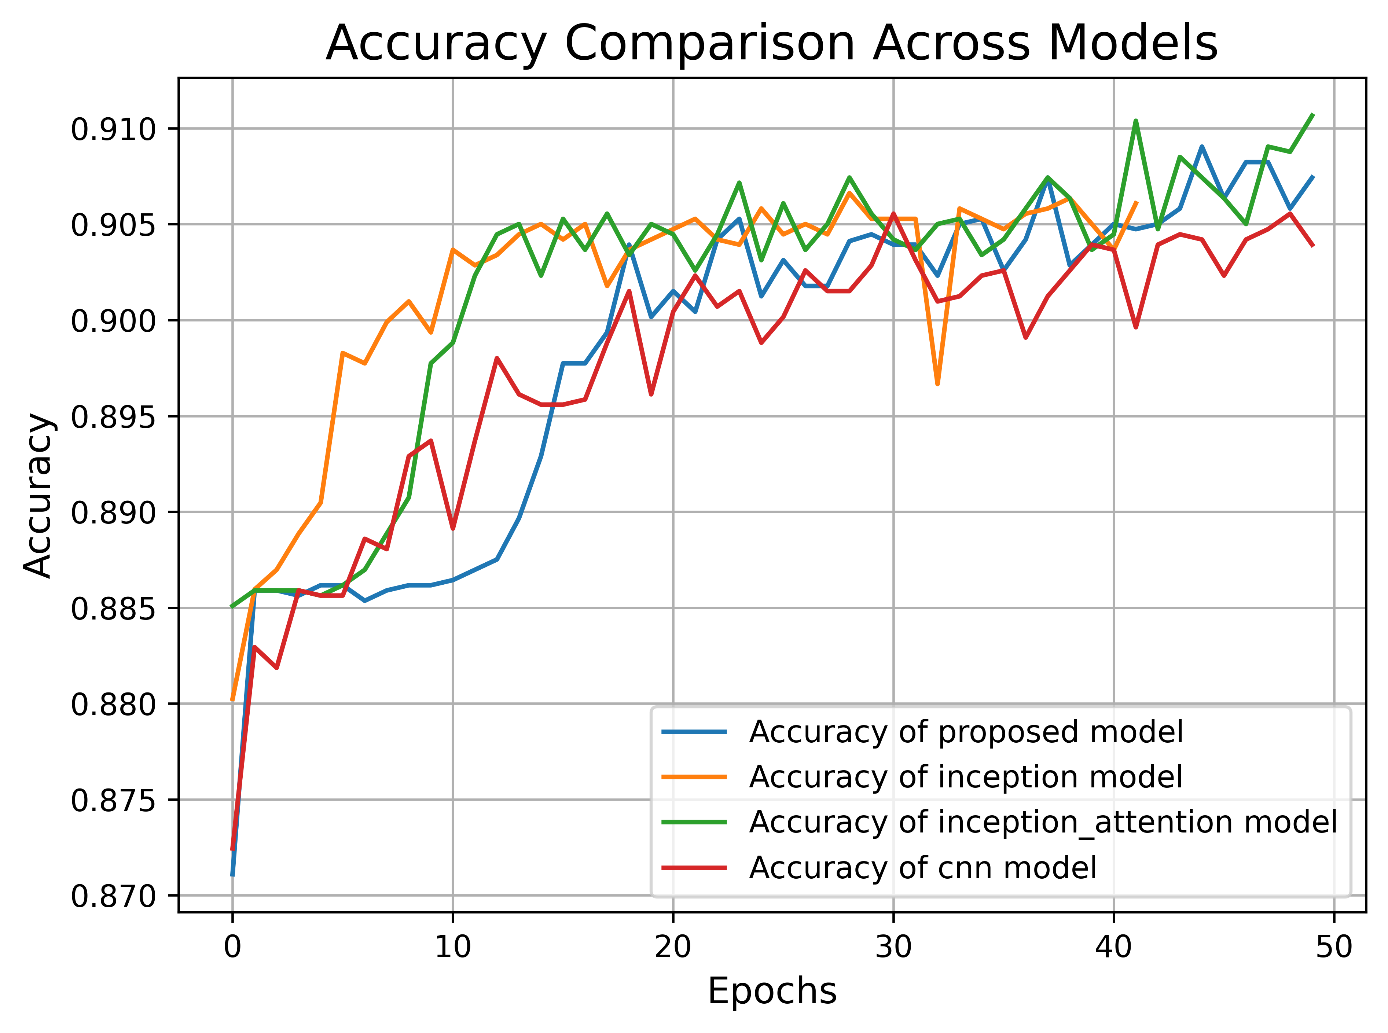 Accuracy Comparison Across Models
0.910
0.905
0.900
0.895
0.890
0.885
0.880
0.875
0.870
Accuracy
Accuracy of proposed model
Accuracy of inception model
Accuracy of inception_attention model
Accuracy of cnn model
0 10 20 30 40 50
Epochs